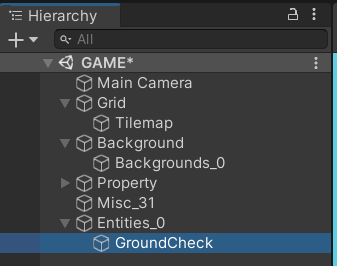 Hierarchy
All
GAME*
Main Camera
Grid
Tilemap
Background
Backgrounds_0
Property
Misc_31
Entities_0
GroundCheck